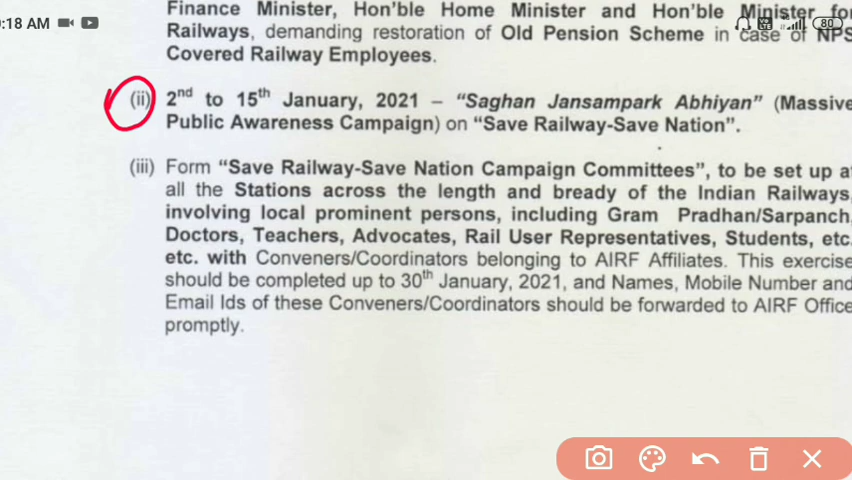 :18 AM
80
Finance Minister, Hon'ble Home Minister and Hon'ble Minister for
Railways, demanding restoration of Old Pension Scheme in case of NPS
Covered Railway Employees.
(ii) 2nd to 15th January, 2021 – "Saghan Jansampark Abhiyan" (Massive
Public Awareness Campaign) on "Save Railway-Save Nation".
(iii) Form "Save Railway-Save Nation Campaign Committees", to be set up at
all the Stations across the length and bready of the Indian Railways,
involving local prominent persons, including Gram Pradhan/Sarpanch,
Doctors, Teachers, Advocates, Rail User Representatives, Students, etc.
etc. with Conveners/Coordinators belonging to AIRF Affiliates. This exercise
should be completed up to 30th January, 2021, and Names, Mobile Number and
Email Ids of these Conveners/Coordinators should be forwarded to AIRF Office
promptly.